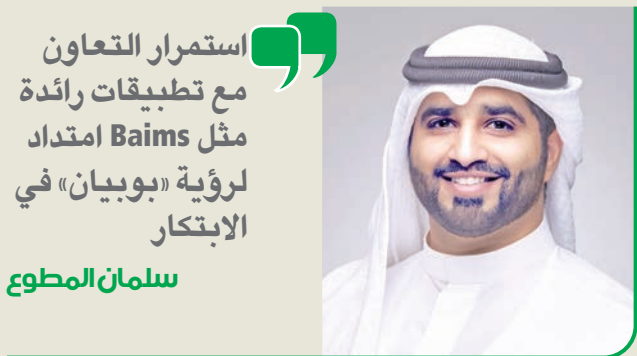 استمرار التعاون
مع تطبيقات رائدة
مثل Baims امتداد
لرؤية «بوبيان» في
الابتكار
سلمان المطوع